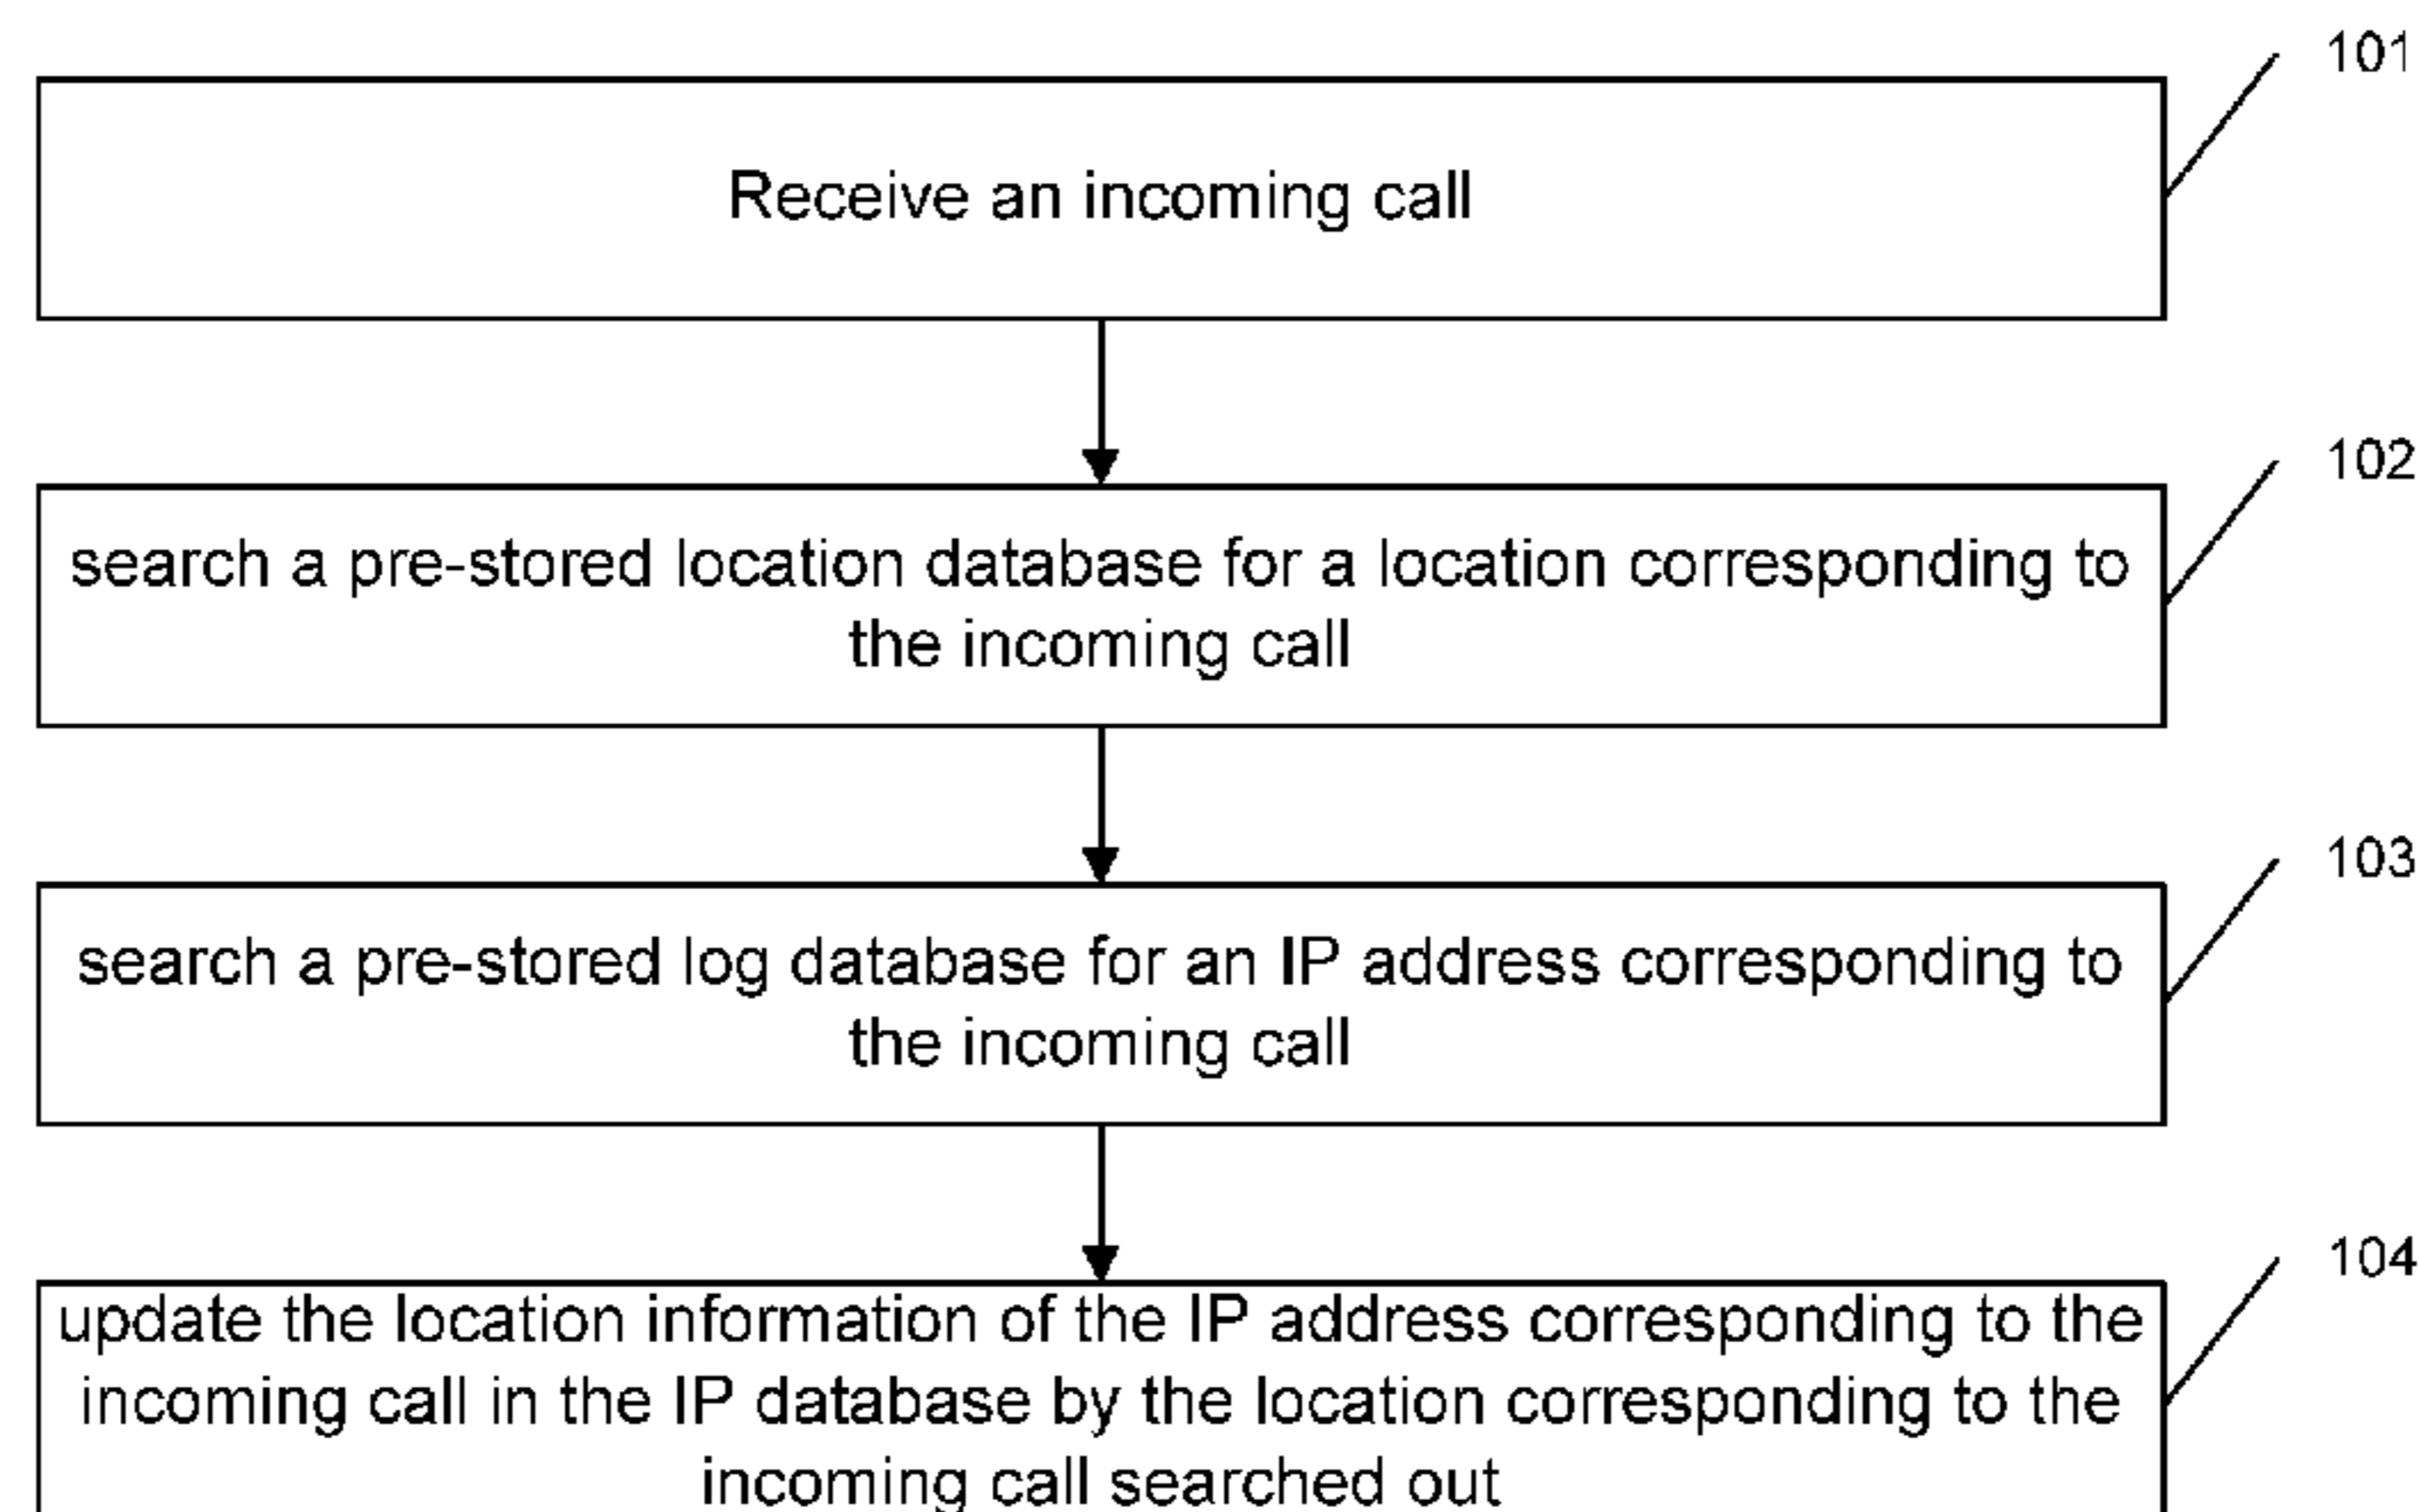 101
Receive an incoming call
102
search a pre-stored location database for a location corresponding to
the incoming call
103
search a pre-stored log database for an IP address corresponding to
the incoming call
104
update the location information of the IP address corresponding to the
incoming call in the IP database by the location corresponding to the
incoming call searched out